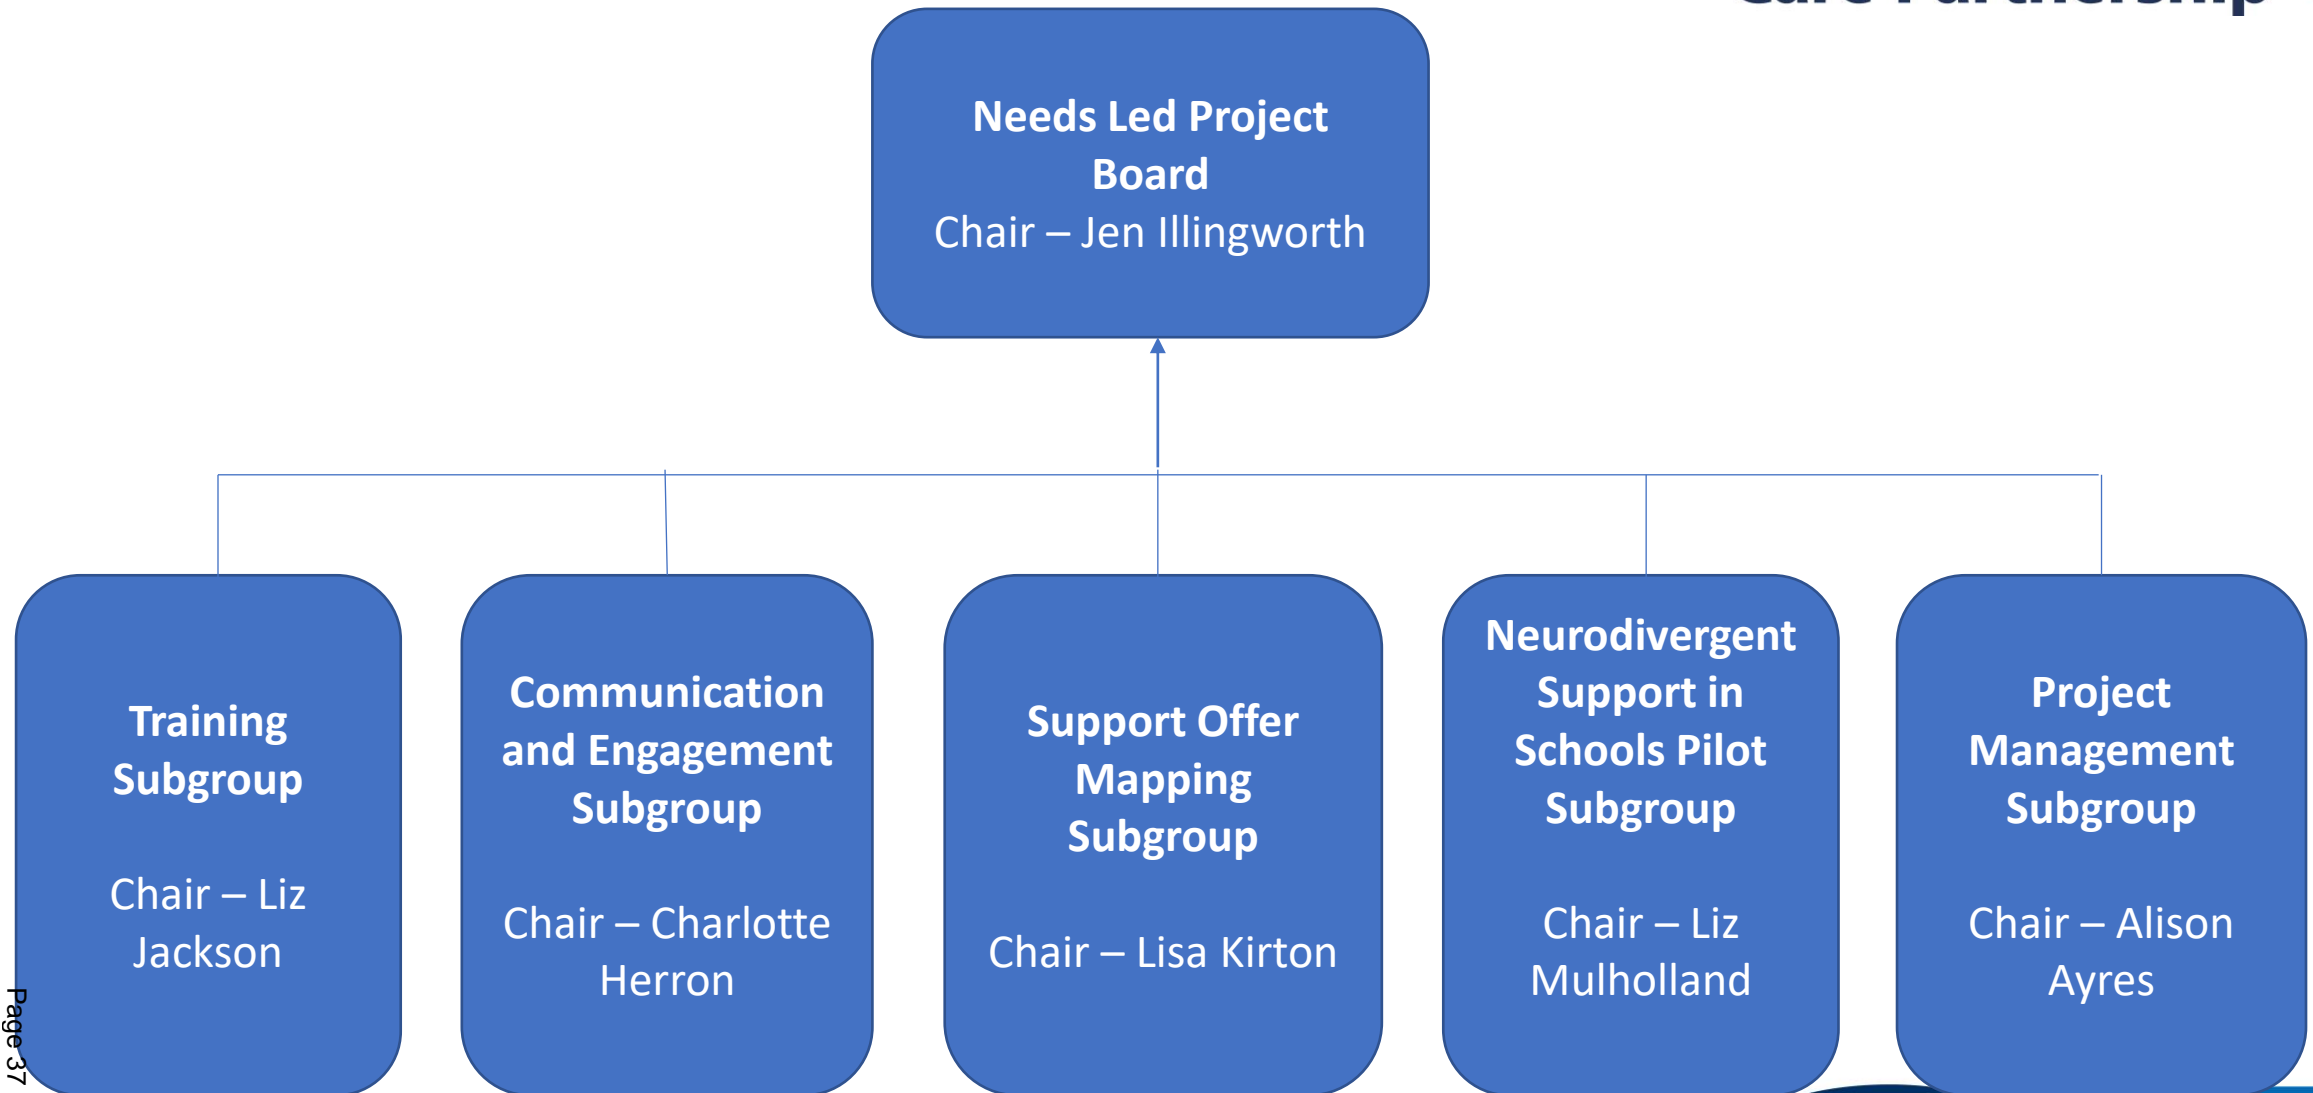 Care Partnership
Needs Led Project
Board
Chair – Jen Illingworth
Training
Subgroup
Chair – Liz
Jackson
Communication
and Engagement
Subgroup
Chair – Charlotte
Herron
Support Offer
Mapping
Subgroup
Chair – Lisa Kirton
Neurodivergent
Support in
Schools Pilot
Subgroup
Chair – Liz
Mulholland
Project
Management
Subgroup
Chair – Alison
Ayres
Page 37